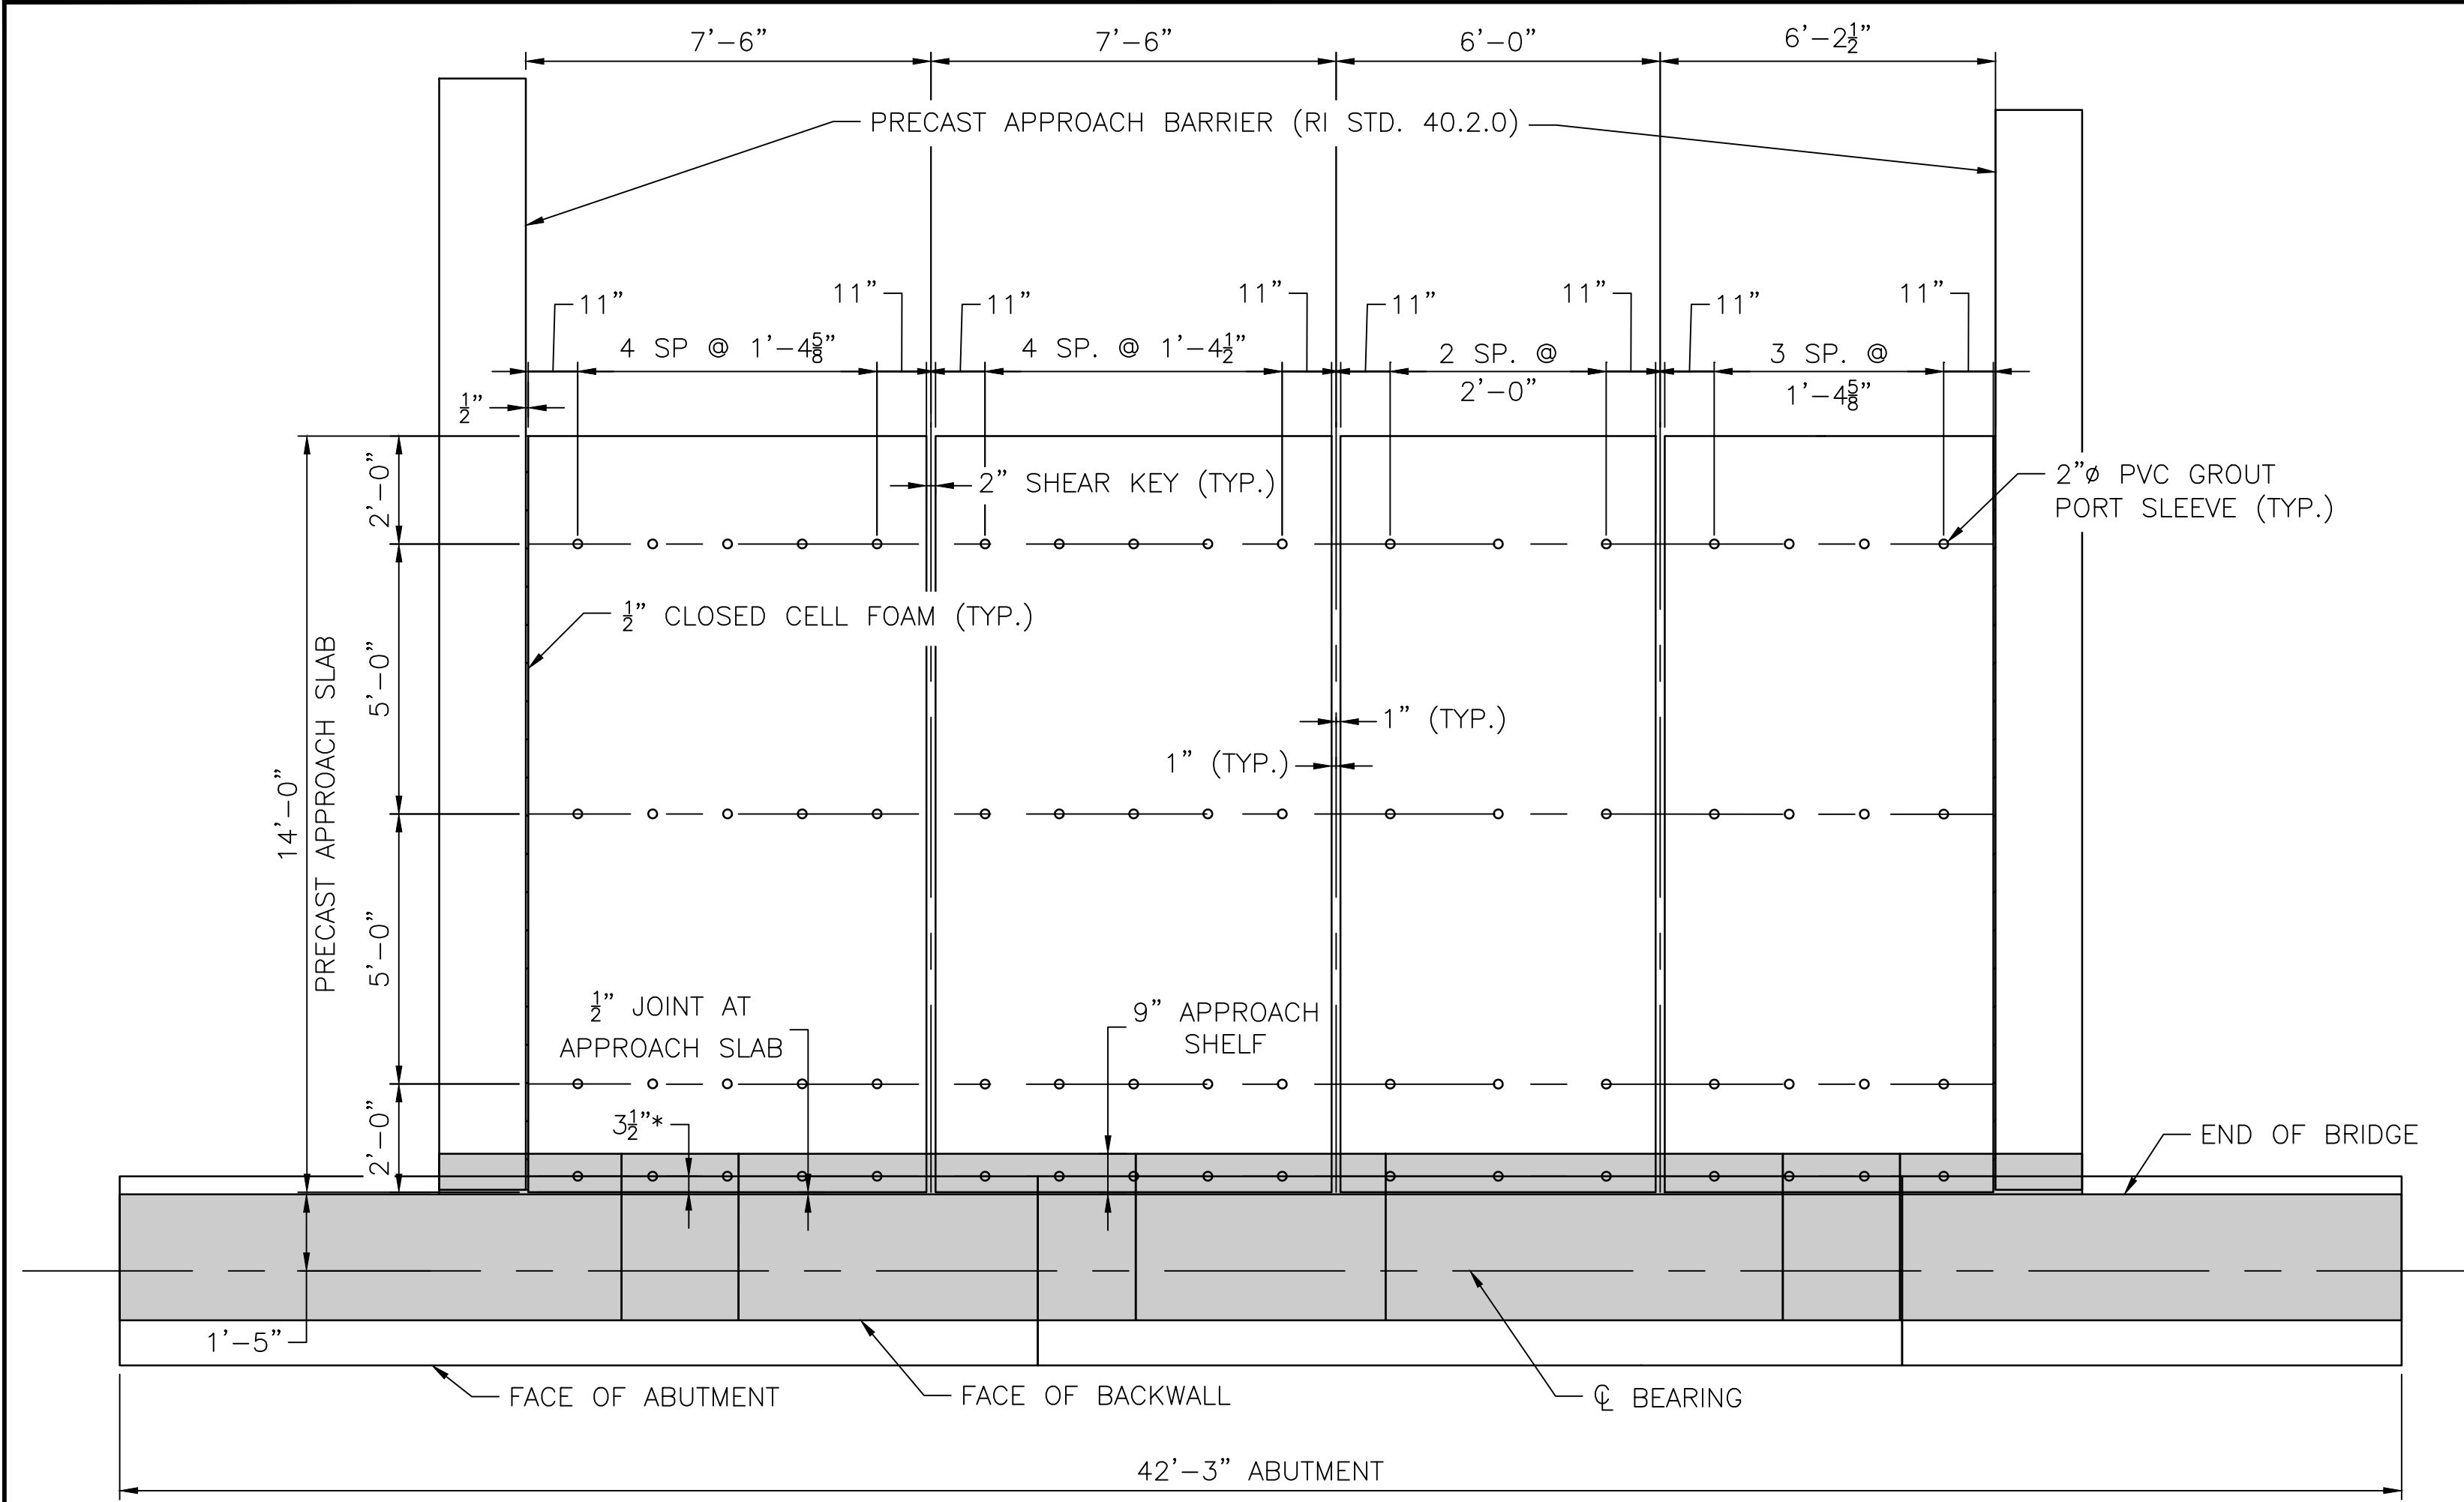 7'-6"
7'-6"
6'-0"
6'-2½"
PRECAST APPROACH BARRIER (RI STD. 40.2.0)
11"
11"
11"
11"
11"
11"
11"
11"
4 SP @ 1'-4⅝"
4 SP. @ 1'-4½"
2 SP. @
2'-0"
3 SP. @
1'-4⅝"
½"
2'-0"
2" SHEAR KEY (TYP.)
2"ø PVC GROUT
PORT SLEEVE (TYP.)
½" CLOSED CELL FOAM (TYP.)
5'-0"
14'-0"
PRECAST APPROACH SLAB
1" (TYP.)
1" (TYP.)
5'-0"
½" JOINT AT
APPROACH SLAB
9" APPROACH
SHELF
2'-0"
3½"*
END OF BRIDGE
1'-5"
FACE OF ABUTMENT
FACE OF BACKWALL
℄ BEARING
42'-3" ABUTMENT